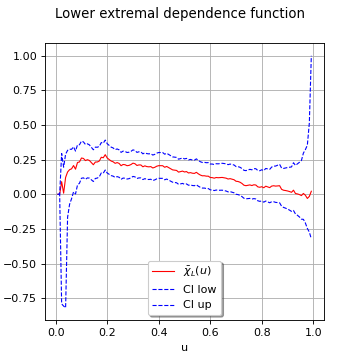 Lower extremal dependence function
1.00
0.75
0.50
0.25
0.00
−0.25
−0.50
−0.75
χ̄_L(u)
CI low
CI up
0.0 0.2 0.4 0.6 0.8 1.0
u